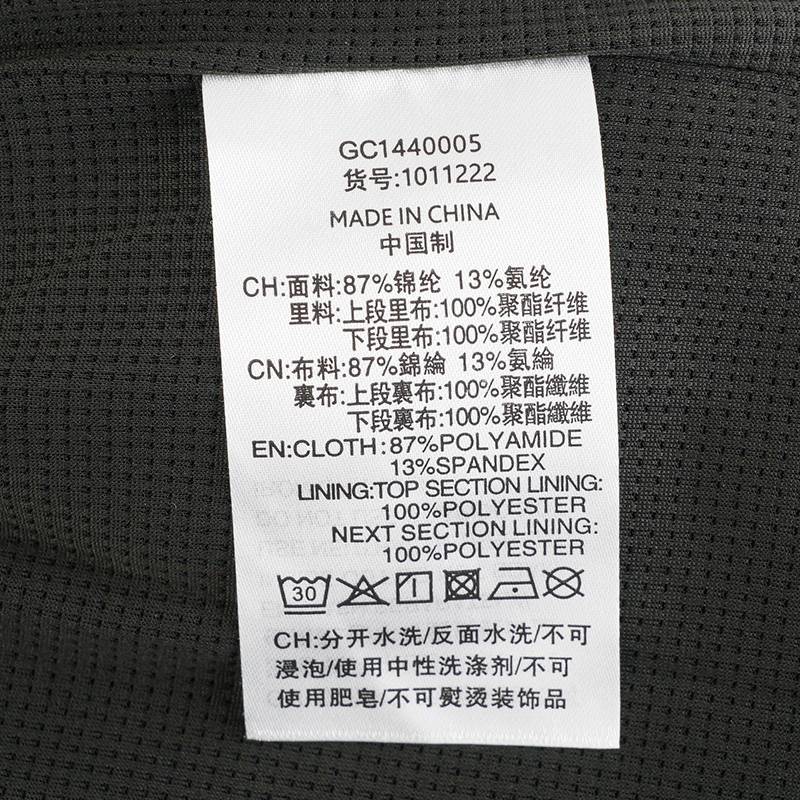 GC1440005
货号:1011222
MADE IN CHINA
中国制
CH:面料:87%锦纶 13%氨纶
里料:上段里布:100%聚酯纤维
下段里布:100%聚酯纤维
CN:布料:87%錦綸 13%氨綸
裏布:上段裏布:100%聚酯纖維
下段裏布:100%聚酯纖維
EN:CLOTH:87%POLYAMIDE
13%SPANDEX
LINING:TOP SECTION LINING:
100%POLYESTER
NEXT SECTION LINING:
100%POLYESTER
30
CH:分开水洗/反面水洗/不可
浸泡/使用中性洗涤剂/不可
使用肥皂/不可熨烫装饰品